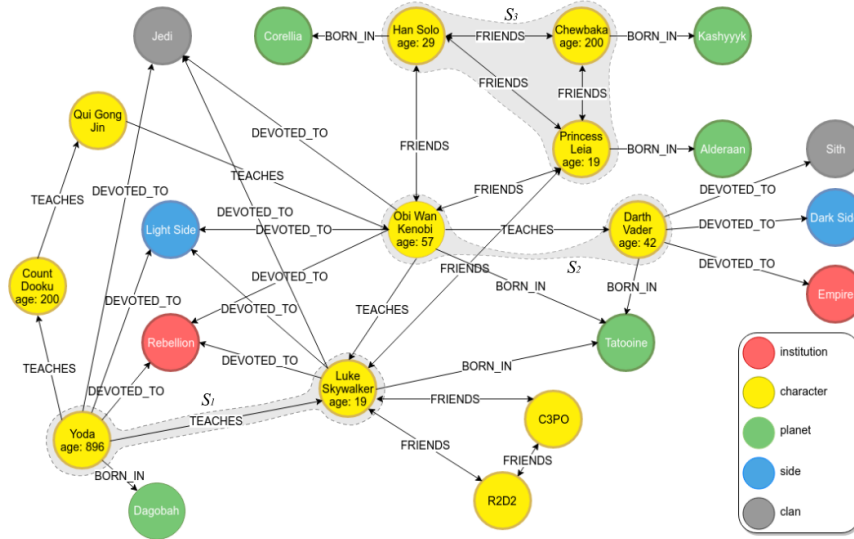 S3
Jedi
Corellia
BORN_IN
Han Solo
age: 29
FRIENDS
Chewbaka
age: 200
BORN_IN
Kashyyyk
FRIENDS
FRIENDS
Qui Gong
Jin
DEVOTED_TO
FRIENDS
Princess
Leia
age: 19
BORN_IN
Alderaan
Sith
DEVOTED_TO
TEACHES
FRIENDS
DEVOTED_TO
TEACHES
DEVOTED_TO
Light Side
DEVOTED_TO
Obi Wan
Kenobi
age: 57
TEACHES
Darth
Vader
age: 42
DEVOTED_TO
Dark Side
S2
FRIENDS
DEVOTED_TO
DEVOTED_TO
Count
Dooku
age: 200
BORN_IN
BORN_IN
Empire
DEVOTED_TO
TEACHES
Rebellion
Tatooine
TEACHES
DEVOTED_TO
BORN_IN
Luke
Skywalker
age: 19
DEVOTED_TO
S1
TEACHES
FRIENDS
C3PO
Yoda
age: 896
FRIENDS
FRIENDS
BORN_IN
R2D2
Dagobah
institution
character
planet
side
clan